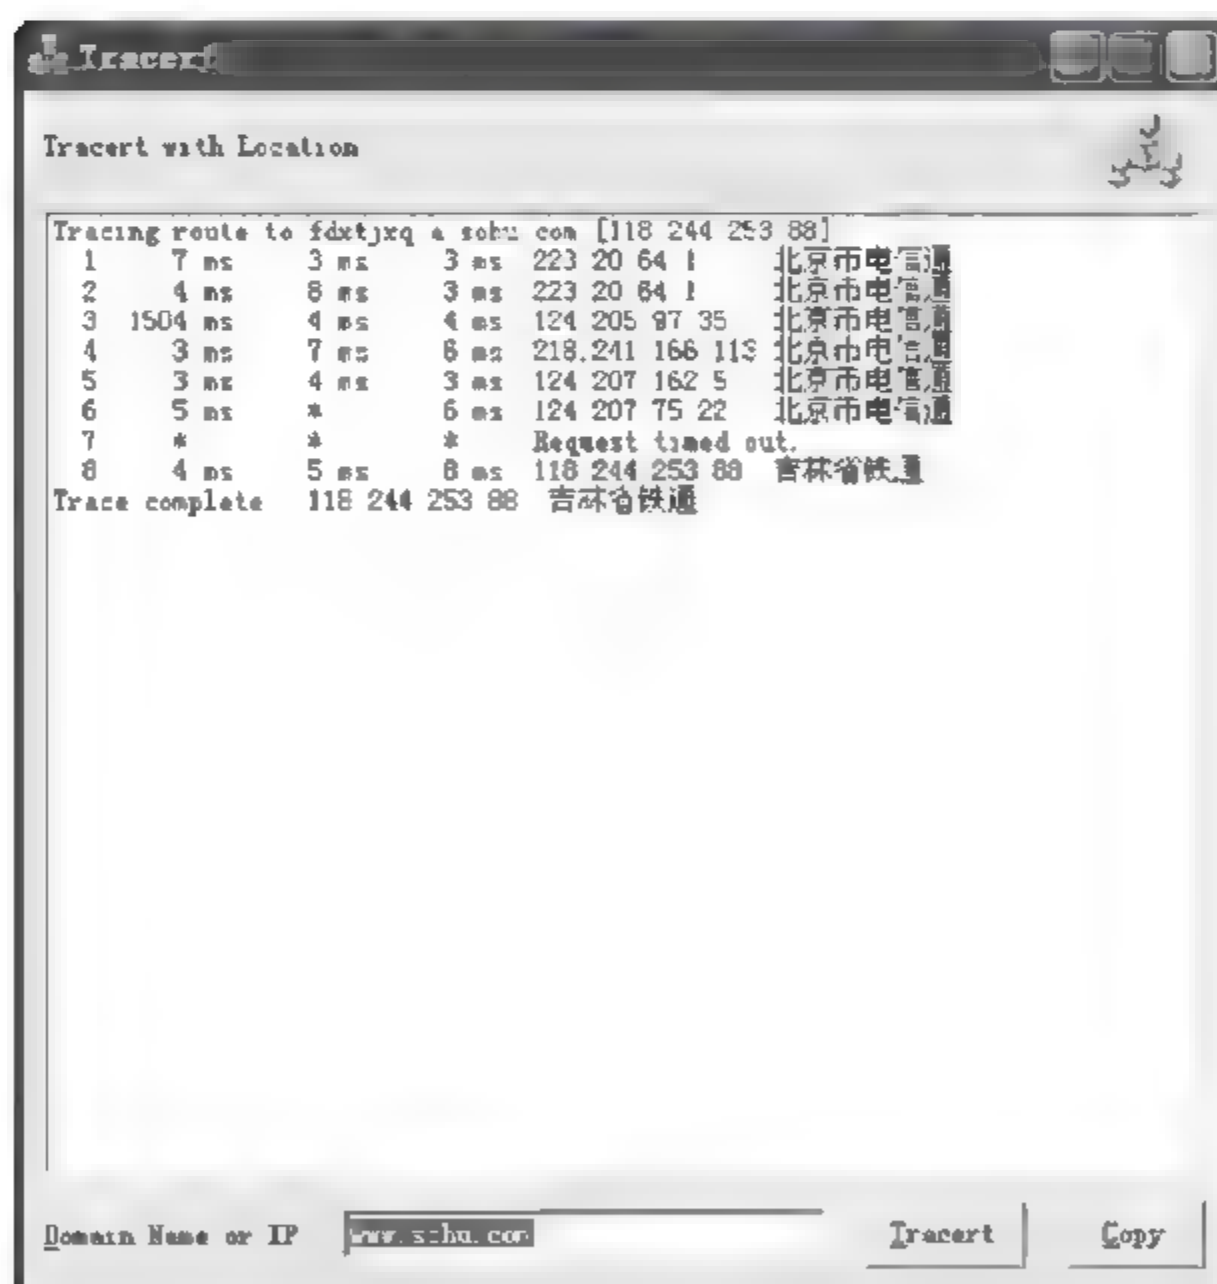 Tracert
Tracert with Location
Tracing route to fdxtjxq a sohu com [118 244 253 88]
1 7 ms 3 ms 3 ms 223 20 64 1 北京市电信通
2 4 ms 8 ms 3 ms 223 20 64 1 北京市电信通
3 1504 ms 4 ms 4 ms 124 205 97 35 北京市电信通
4 3 ms 7 ms 6 ms 218.241 166 113 北京市电信通
5 3 ms 4 ms 3 ms 124 207 162 5 北京市电信通
6 5 ms * 6 ms 124 207 75 22 北京市电信通
7 * * * Request timed out.
8 4 ms 5 ms 8 ms 118 244 253 88 吉林省铁通
Trace complete 118 244 253 88 吉林省铁通
Domain Name or IP www.sohu.com Tracert Copy